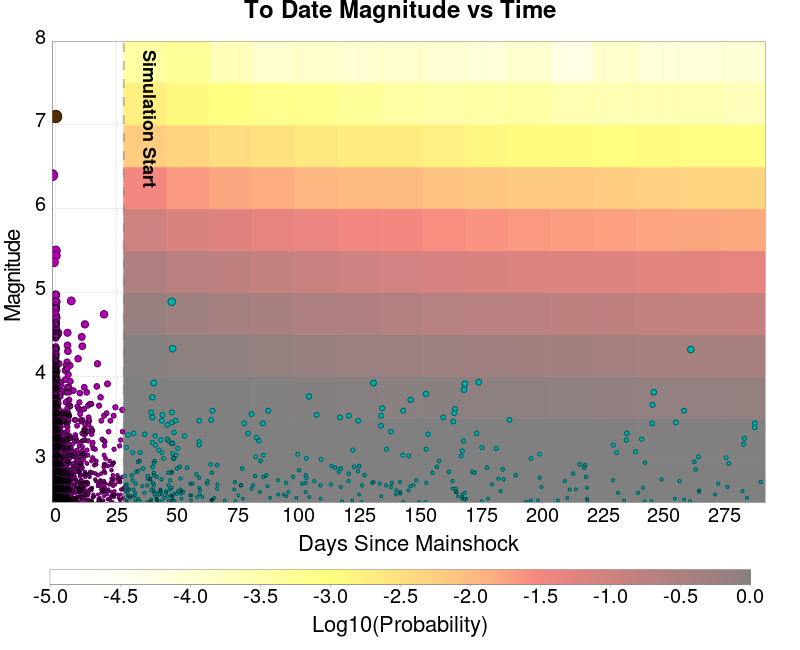 To Date Magnitude vs Time
8
7
6
5
4
3
Magnitude
Simulation Start
0 25 50 75 100 125 150 175 200 225 250 275
Days Since Mainshock
-5.0 -4.5 -4.0 -3.5 -3.0 -2.5 -2.0 -1.5 -1.0 -0.5 0.0
Log10(Probability)